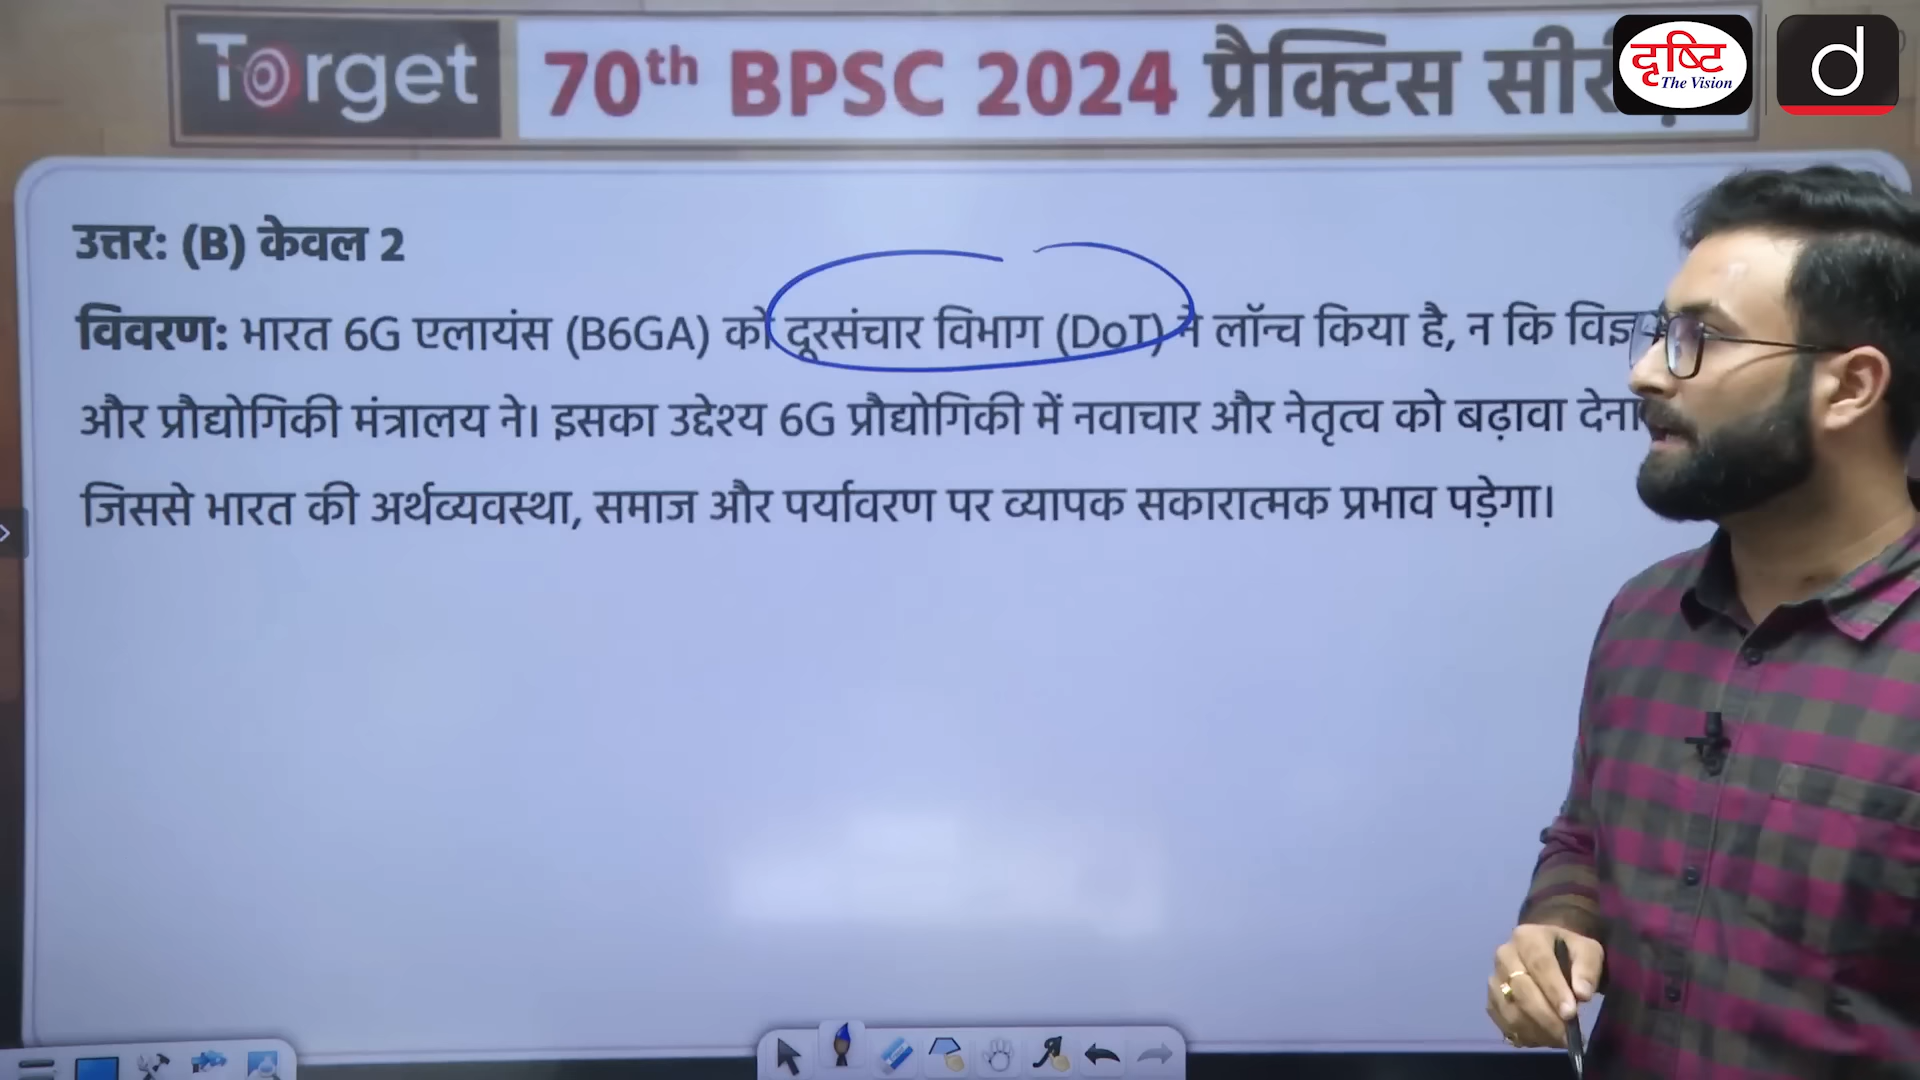 Target
70th BPSC 2024 प्रैक्टिस
दृष्टि
The Vision
d
उत्तर: (B) केवल 2
विवरण: भारत 6G एलायंस (B6GA) को दूरसंचार विभाग (DoT) ने लॉन्च किया है, न कि
और प्रौद्योगिकी मंत्रालय ने। इसका उद्देश्य 6G प्रौद्योगिकी में नवाचार और नेतृत्व को बढ़ावा देना
जिससे भारत की अर्थव्यवस्था, समाज और पर्यावरण पर व्यापक सकारात्मक प्रभाव पड़ेगा।